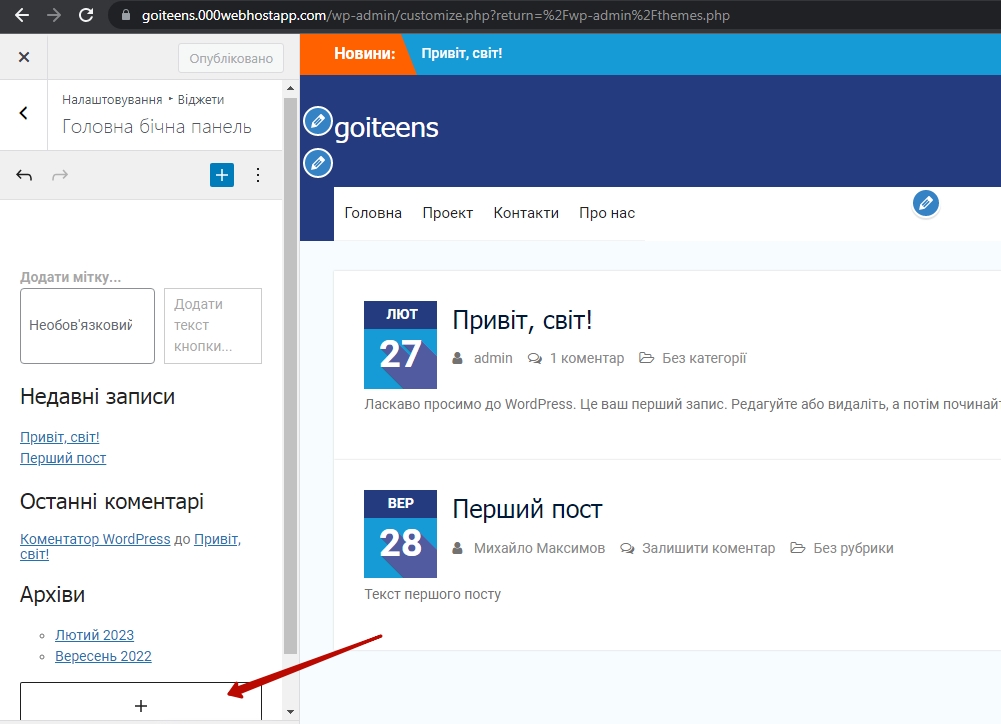 goiteens.000webhostapp.com/wp-admin/customize.php?return=%2Fwp-admin%2Fthemes.php
Опубліковано
Налаштовування ‣ Віджети
Головна бічна панель
Додати мітку...
Необов'язковий
Додати
текст
кнопки...
Недавні записи
Привіт, світ!
Перший пост
Останні коментарі
Коментатор WordPress до Привіт,
світ!
Архіви
Лютий 2023
Вересень 2022
Новини: Привіт, світ!
goiteens
Головна Проект Контакти Про нас
ЛЮТ
27
Привіт, світ!
admin 1 коментар Без категорії
Ласкаво просимо до WordPress. Це ваш перший запис. Редагуйте або видаліть, а потім починайт
ВЕР
28
Перший пост
Михайло Максимов Залишити коментар Без рубрики
Текст першого посту